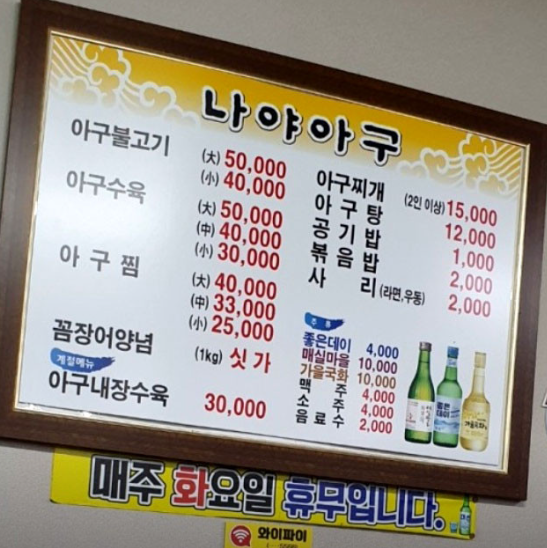 나야아구
아구불고기 (大) 50,000
(小) 40,000
아구수육 (大) 50,000
(中) 40,000
(小) 30,000
아구찜 (大) 40,000
(中) 33,000
(小) 25,000
꼼장어양념 (1kg) 싯가
계절메뉴
아구내장수육 30,000
아구찌개 (2인 이상) 15,000
아구탕 12,000
공기밥 1,000
볶음밥 2,000
사리 (라면,우동) 2,000
주류
좋은데이 4,000
매실마을 10,000
가을국화 10,000
맥주 4,000
소주 4,000
음료수 2,000
좋은데이
매주 화요일 휴무입니다.
와이파이